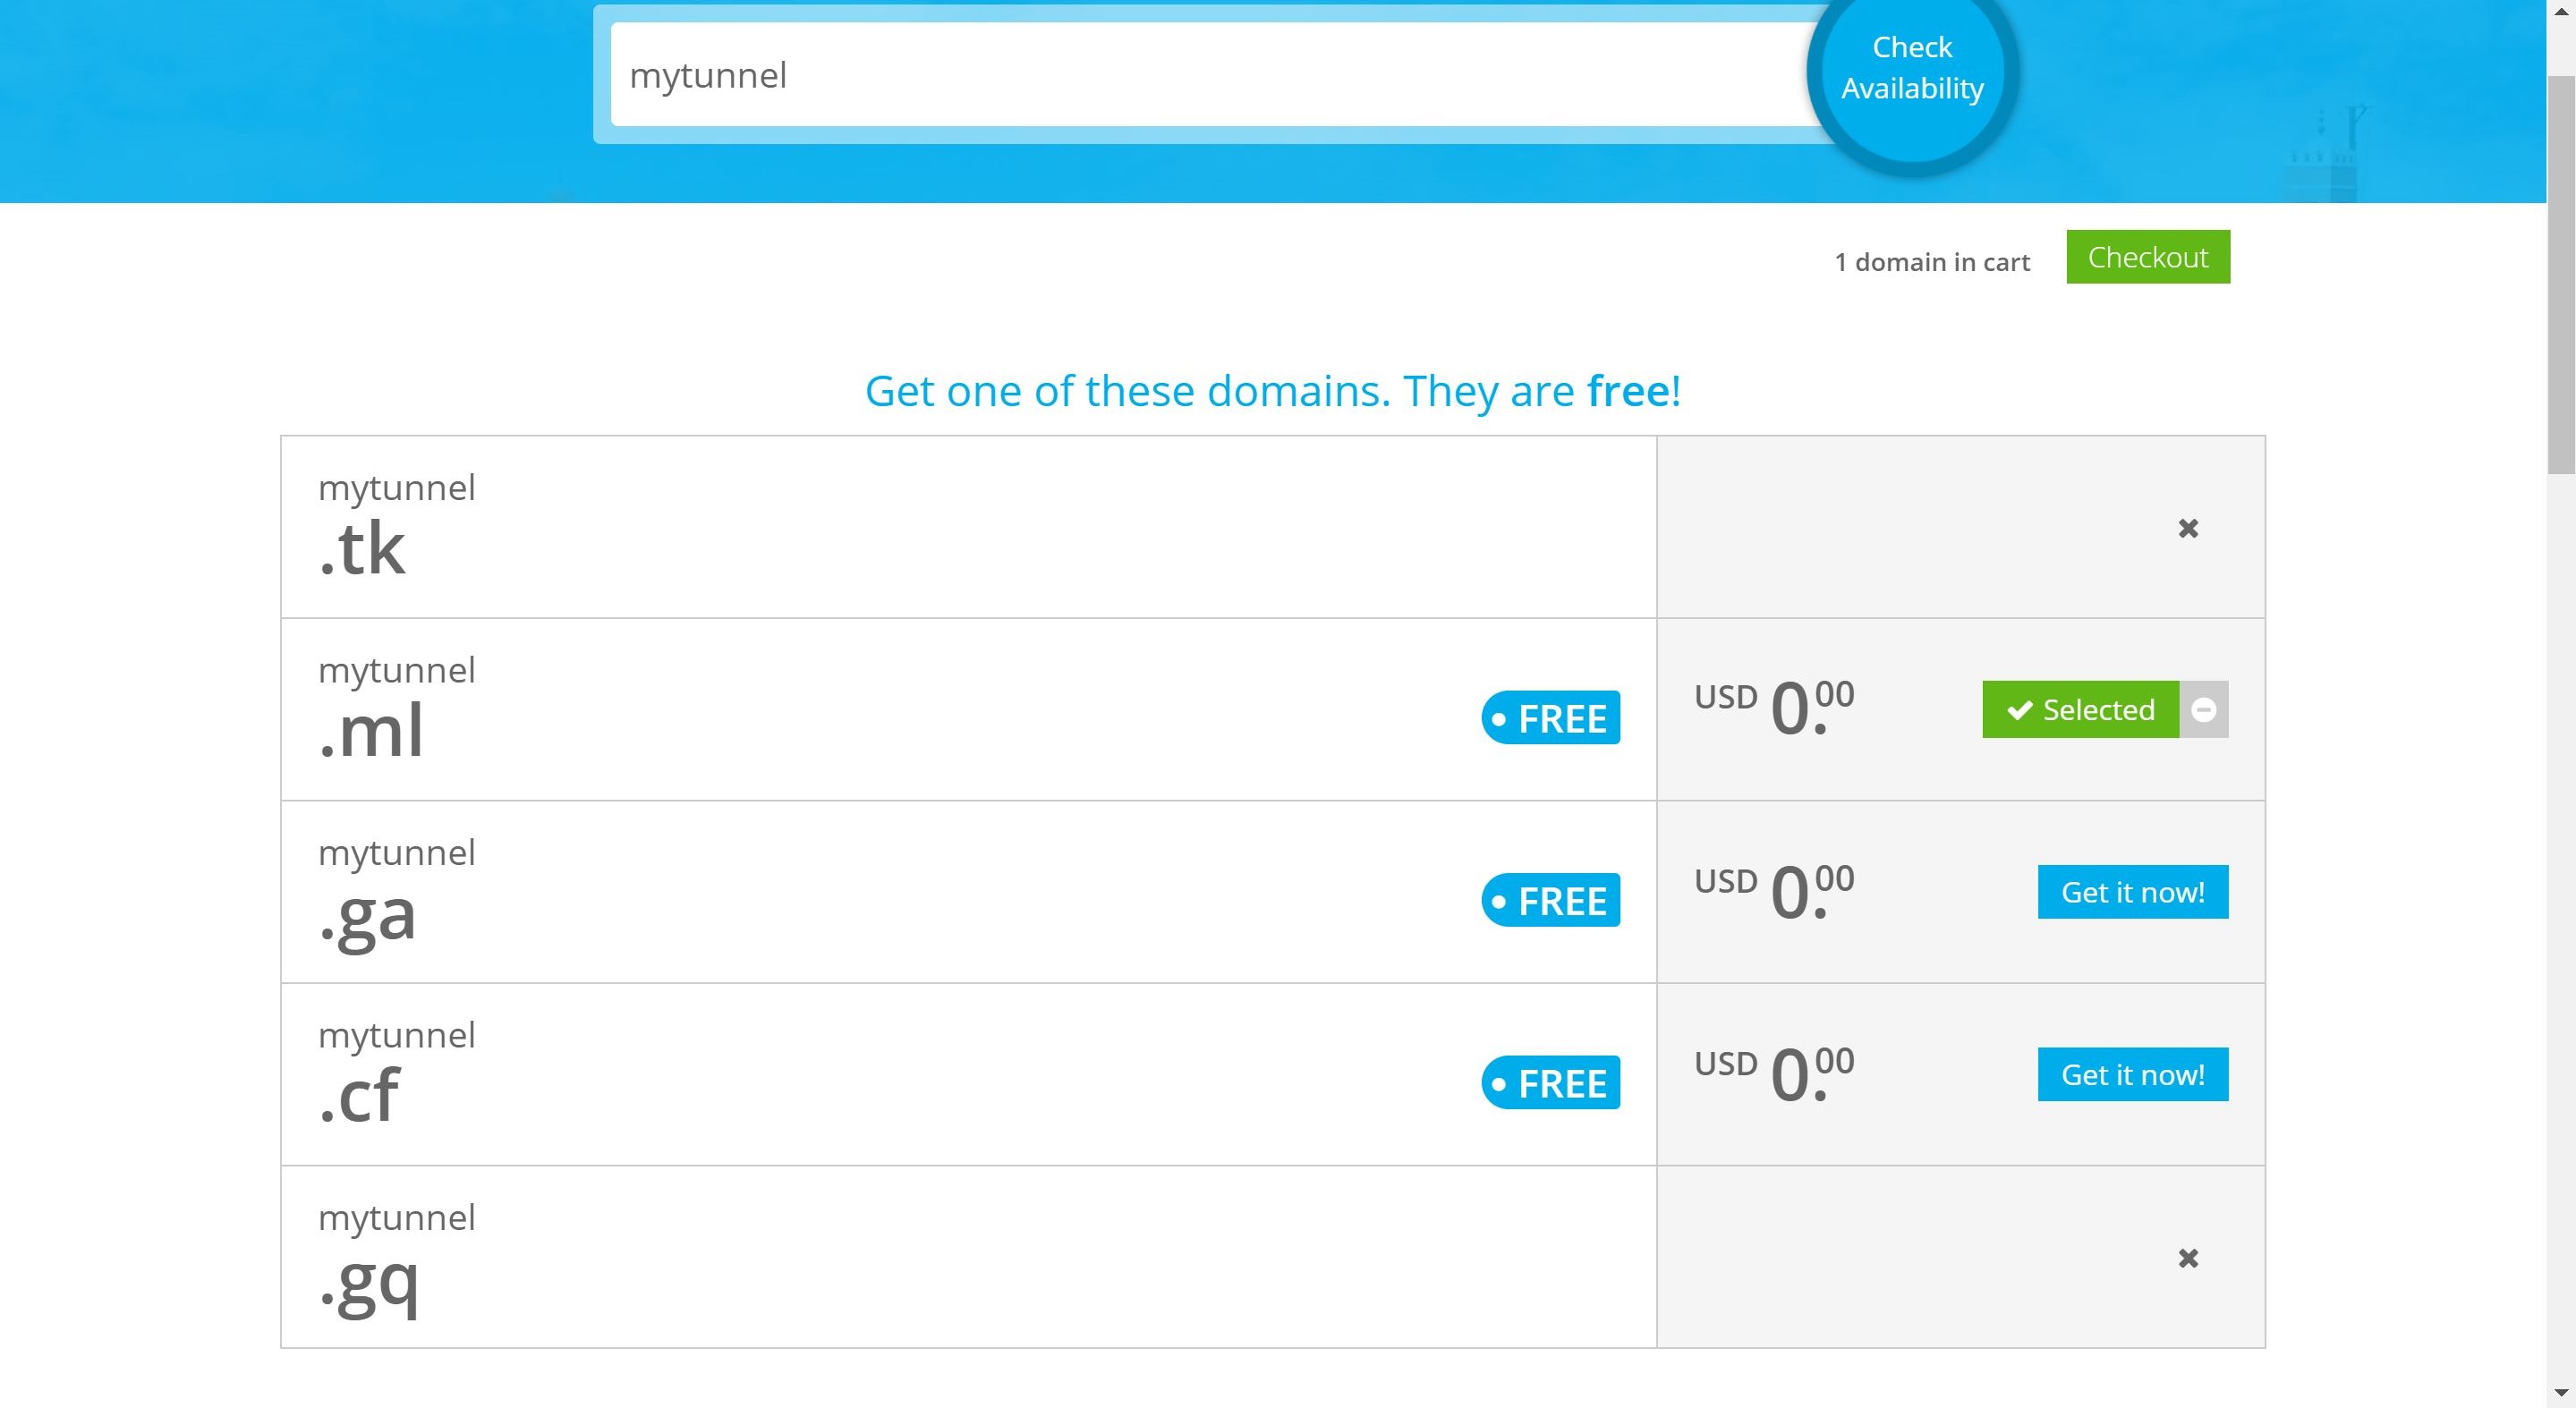 mytunnel
Check
Availability
1 domain in cart
Checkout
Get one of these domains. They are free!
mytunnel
.tk
mytunnel
.ml
FREE
USD 0.00
Selected
mytunnel
.ga
FREE
USD 0.00
Get it now!
mytunnel
.cf
FREE
USD 0.00
Get it now!
mytunnel
.gq